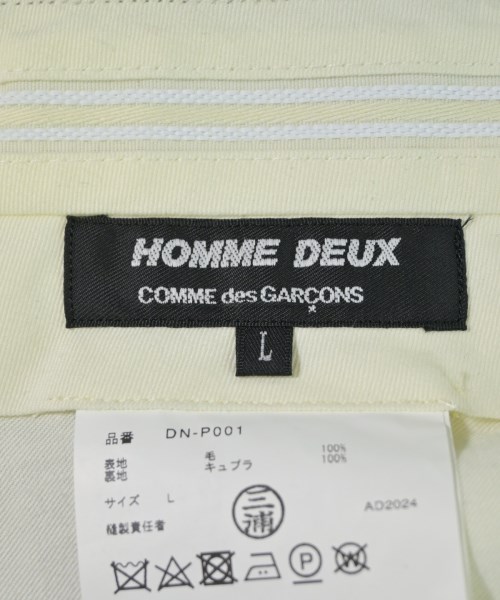 HOMME DEUX
COMME des GARÇONS
L
品番 DN-P001
表地 毛 100%
裏地 キュプラ 100%
サイズ L
縫製責任者 三浦 AD2024
P W